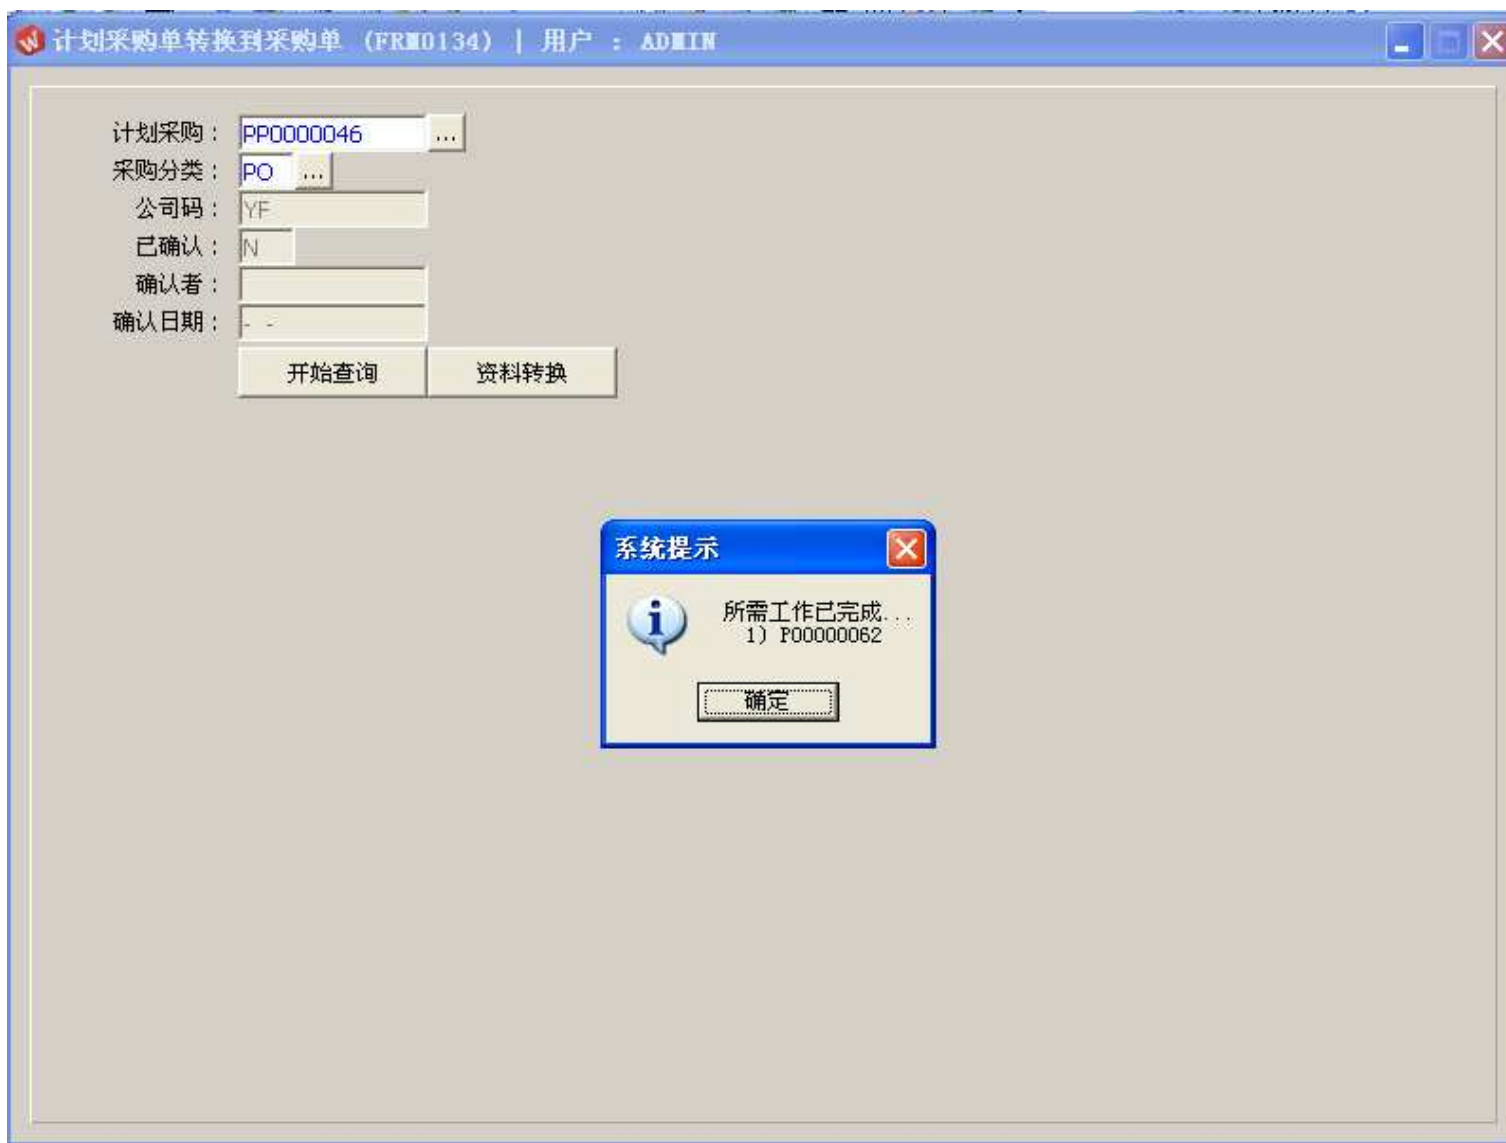 计划采购单转换到采购单 (FRM0134) | 用户 : ADMIN
计划采购: PP0000046 ...
采购分类: PO ...
公司码: YF
已确认: N
确认者:
确认日期: - -
开始查询 资料转换
系统提示
所需工作已完成...
1) PO0000062
确定